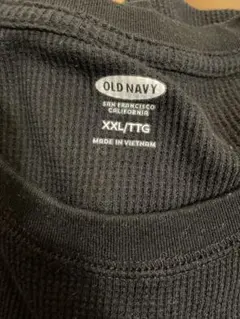 OLD NAVY
SAN FRANCISCO
CALIFORNIA
XXL/TTG
MADE IN VIETNAM